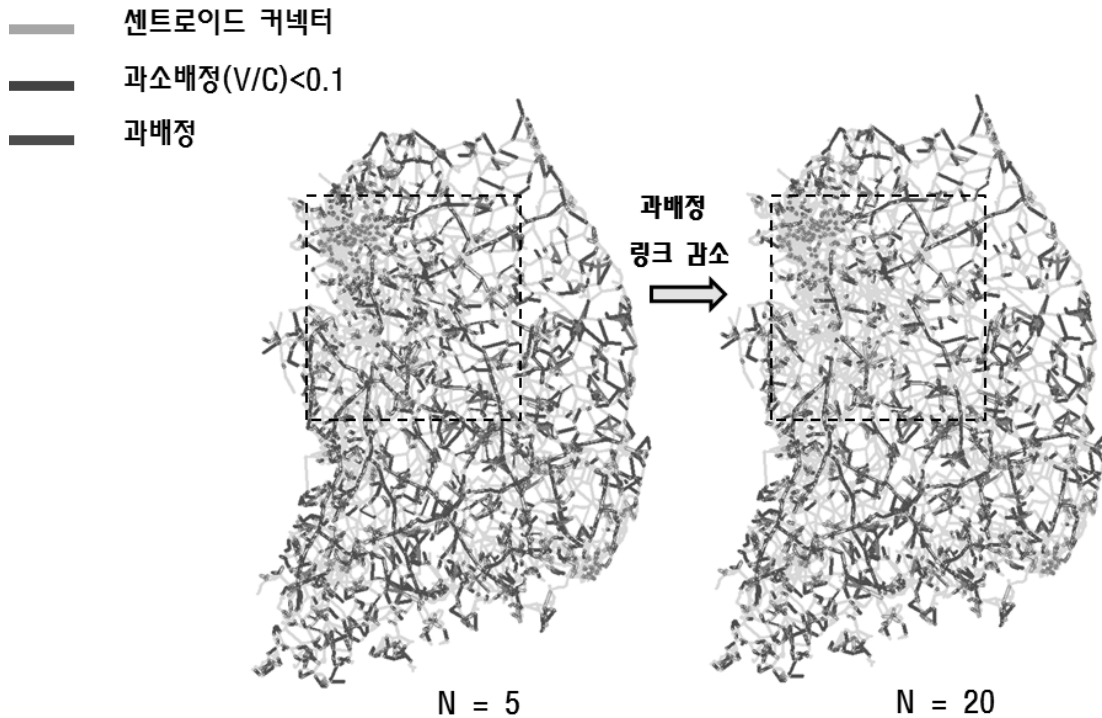 센트로이드 커넥터
과소배정(V/C)<0.1
과배정
과배정
링크 감소
N = 5
N = 20